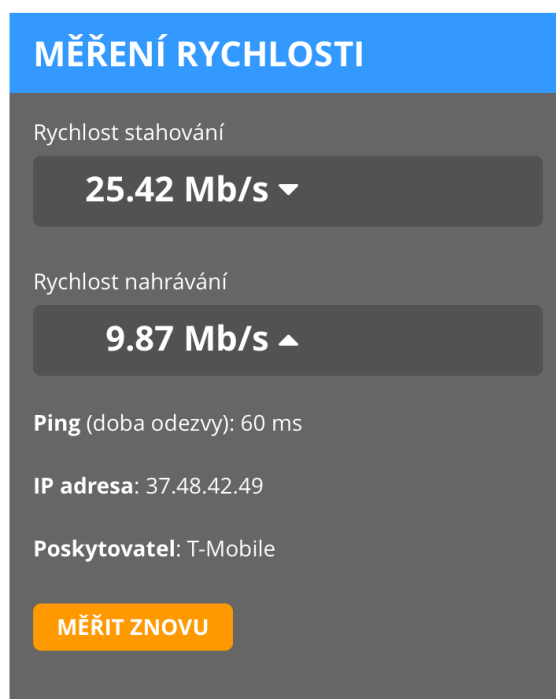 MĚŘENÍ RYCHLOSTI
Rychlost stahování
25.42 Mb/s
Rychlost nahrávání
9.87 Mb/s
Ping (doba odezvy): 60 ms
IP adresa: 37.48.42.49
Poskytovatel: T-Mobile
MĚŘIT ZNOVU